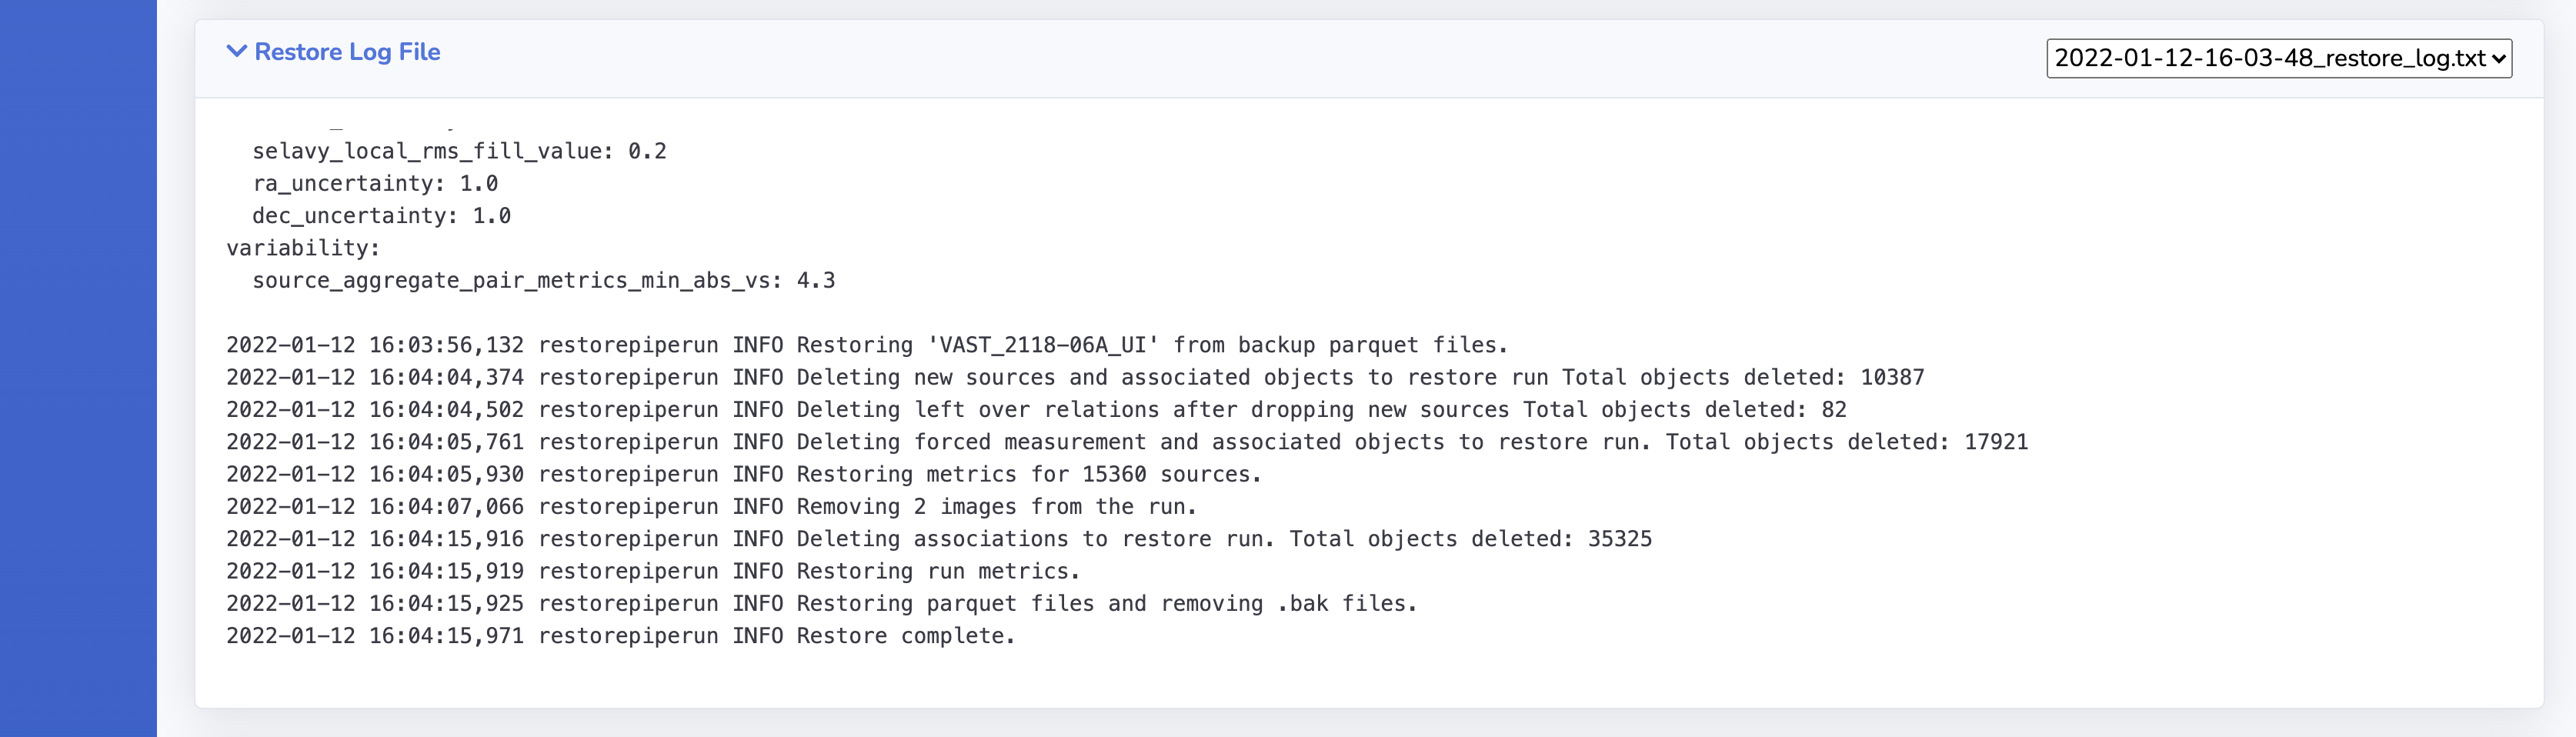 Restore Log File
2022-01-12-16-03-48_restore_log.txt
selavy_local_rms_fill_value: 0.2
ra_uncertainty: 1.0
dec_uncertainty: 1.0
variability:
source_aggregate_pair_metrics_min_abs_vs: 4.3
2022-01-12 16:03:56,132 restorepiperun INFO Restoring 'VAST_2118-06A_UI' from backup parquet files.
2022-01-12 16:04:04,374 restorepiperun INFO Deleting new sources and associated objects to restore run Total objects deleted: 10387
2022-01-12 16:04:04,502 restorepiperun INFO Deleting left over relations after dropping new sources Total objects deleted: 82
2022-01-12 16:04:05,761 restorepiperun INFO Deleting forced measurement and associated objects to restore run. Total objects deleted: 17921
2022-01-12 16:04:05,930 restorepiperun INFO Restoring metrics for 15360 sources.
2022-01-12 16:04:07,066 restorepiperun INFO Removing 2 images from the run.
2022-01-12 16:04:15,916 restorepiperun INFO Deleting associations to restore run. Total objects deleted: 35325
2022-01-12 16:04:15,919 restorepiperun INFO Restoring run metrics.
2022-01-12 16:04:15,925 restorepiperun INFO Restoring parquet files and removing .bak files.
2022-01-12 16:04:15,971 restorepiperun INFO Restore complete.